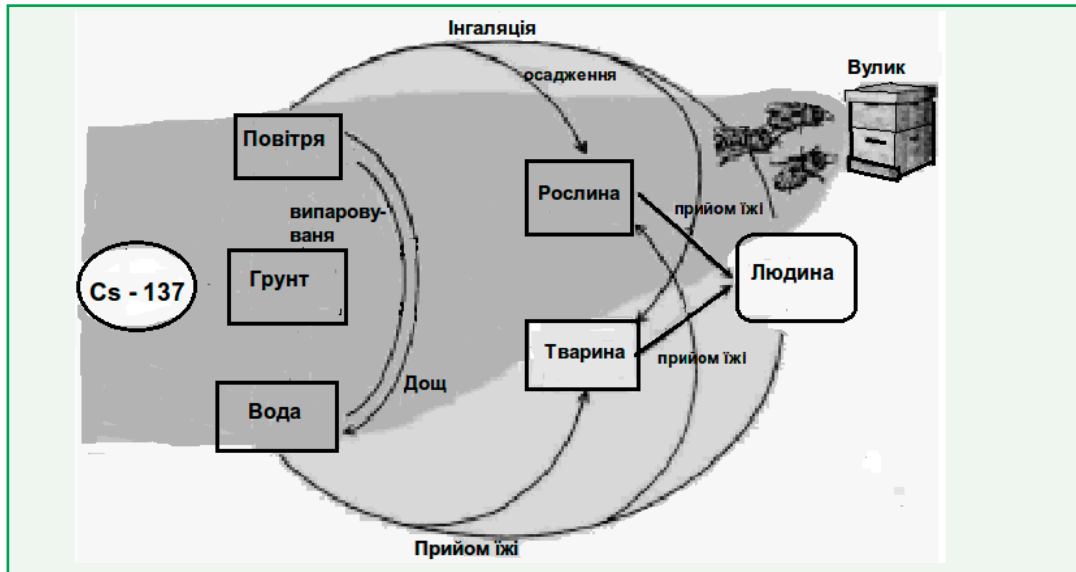 Інгаляція
осадження
Вулик
Повітря
Рослина
прийом їжі
випарову-
ваня
Грунт
Cs - 137
Людина
Тварина
прийом їжі
Дощ
Вода
Прийом їжі